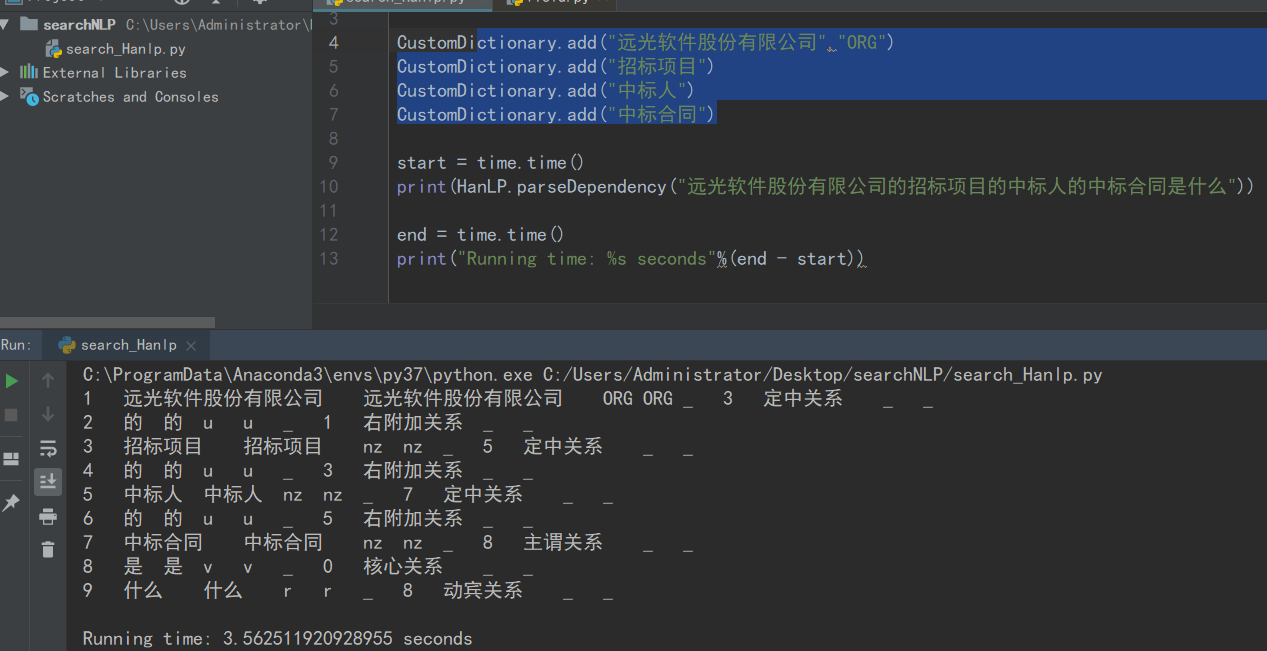 searchNLP C:\Users\Administrator\
search_Hanlp.py
External Libraries
Scratches and Consoles
3
4 CustomDictionary.add("远光软件股份有限公司","ORG")
5 CustomDictionary.add("招标项目")
6 CustomDictionary.add("中标人")
7 CustomDictionary.add("中标合同")
8
9 start = time.time()
10 print(HanLP.parseDependency("远光软件股份有限公司的招标项目的中标人的中标合同是什么"))
11
12 end = time.time()
13 print("Running time: %s seconds"%(end - start))
Run: search_Hanlp
C:\ProgramData\Anaconda3\envs\py37\python.exe C:/Users/Administrator/Desktop/searchNLP/search_Hanlp.py
1 远光软件股份有限公司 远光软件股份有限公司 ORG ORG _ 3 定中关系 _ _
2 的 的 u u _ 1 右附加关系 _ _
3 招标项目 招标项目 nz nz _ 5 定中关系 _ _
4 的 的 u u _ 3 右附加关系 _ _
5 中标人 中标人 nz nz _ 7 定中关系 _ _
6 的 的 u u _ 5 右附加关系 _ _
7 中标合同 中标合同 nz nz _ 8 主谓关系 _ _
8 是 是 v v _ 0 核心关系 _ _
9 什么 什么 r r _ 8 动宾关系 _ _
Running time: 3.562511920928955 seconds